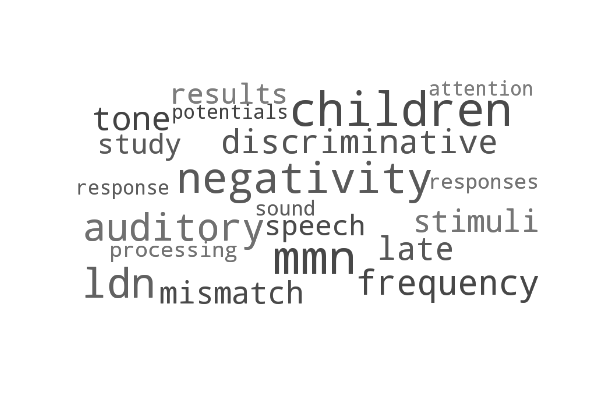 results attention
tone potentials children
study discriminative
response negativity responses
auditory sound speech stimuli
processing mmn late
ldn mismatch frequency